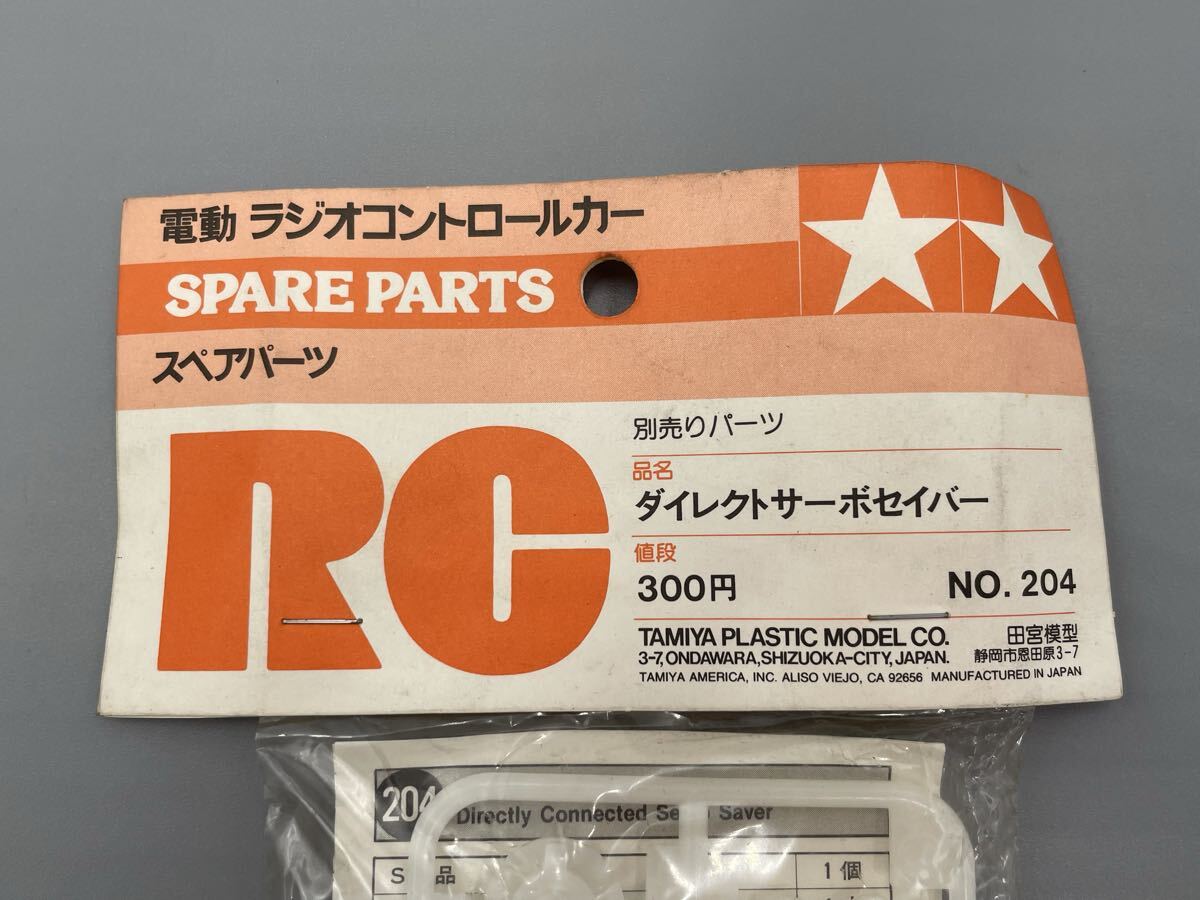 電動 ラジオコントロールカー
SPARE PARTS
スペアパーツ
RC
別売りパーツ
品名
ダイレクトサーボセイバー
値段
300円 NO. 204
TAMIYA PLASTIC MODEL CO. 田宮模型
3-7, ONDAWARA, SHIZUOKA-CITY, JAPAN. 静岡市恩田原3-7
TAMIYA AMERICA, INC. ALISO VIEJO, CA 92656 MANUFACTURED IN JAPAN
204 Directly Connected Saver
S 品 1個